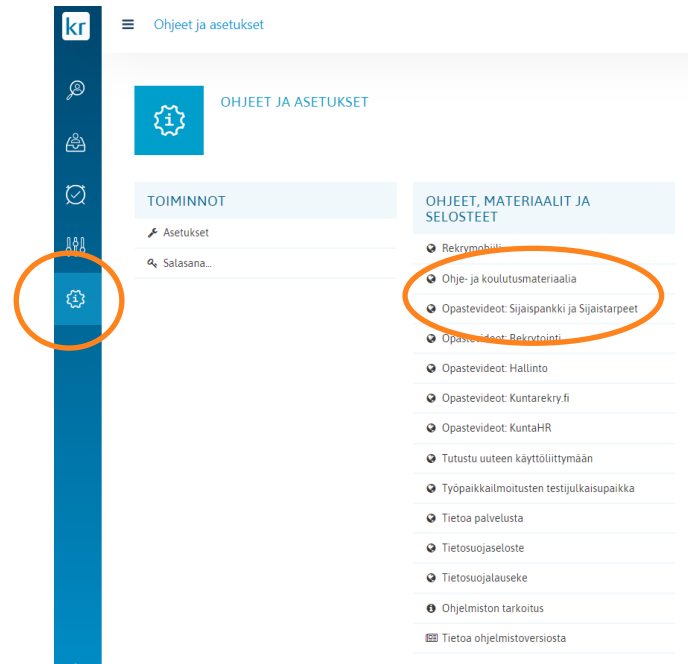 kr
Ohjeet ja asetukset
OHJEET JA ASETUKSET
TOIMINNOT
Asetukset
Salasana...
OHJEET, MATERIAALIT JA
SELOSTEET
Rekrymobiili
Ohje- ja koulutusmateriaalia
Opastevideot: Sijaispankki ja Sijaistarpeet
Opastevideot: Rekrytointi
Opastevideot: Hallinto
Opastevideot: Kuntarekry.fi
Opastevideot: KuntaHR
Tutustu uuteen käyttöliittymään
Työpaikkailmoitusten testijulkaisupaikka
Tietoa palvelusta
Tietosuojaseloste
Tietosuojalauseke
Ohjelmiston tarkoitus
Tietoa ohjelmistoversiosta